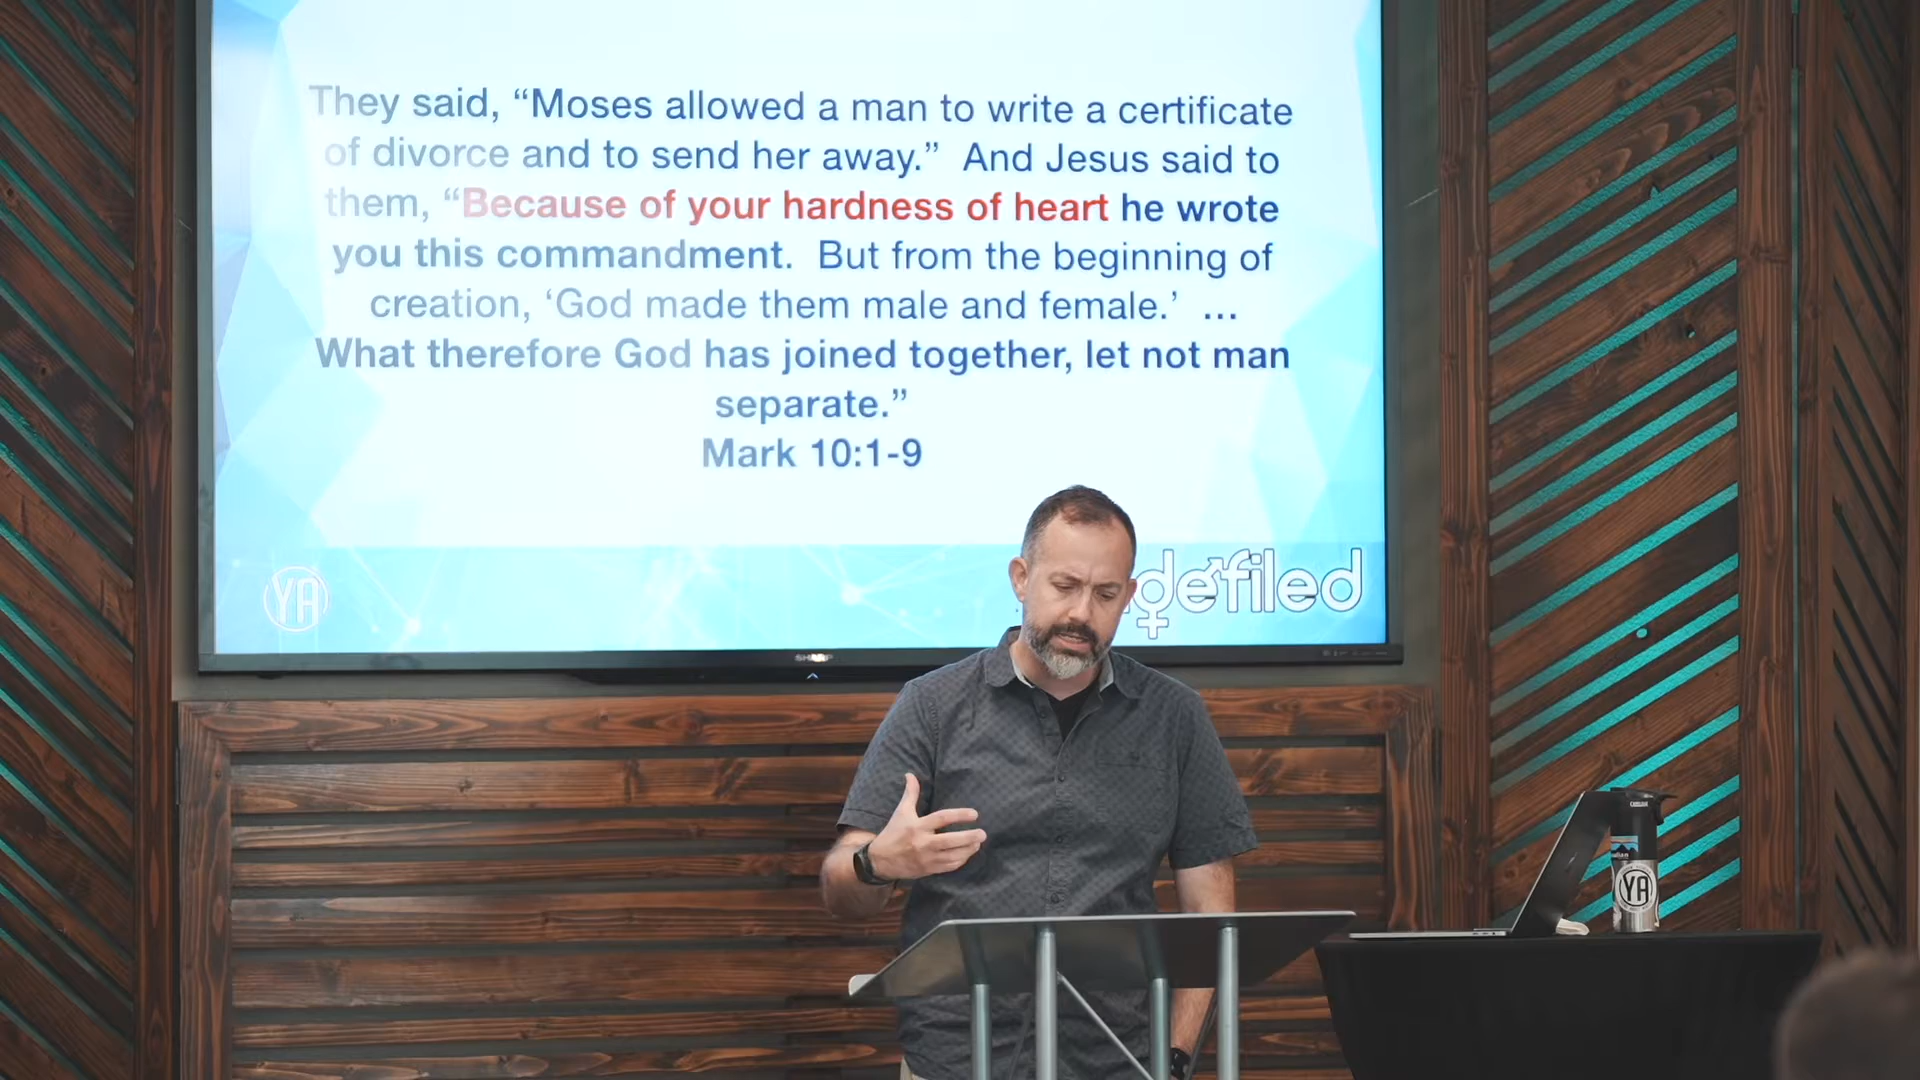 They said, “Moses allowed a man to write a certificate
of divorce and to send her away.”  And Jesus said to
them, “Because of your hardness of heart he wrote
you this commandment.  But from the beginning of
creation, ‘God made them male and female.’  …
What therefore God has joined together, let not man
separate.”
Mark 10:1-9
YA
defiled
SHARP
CAMELBAK
YA